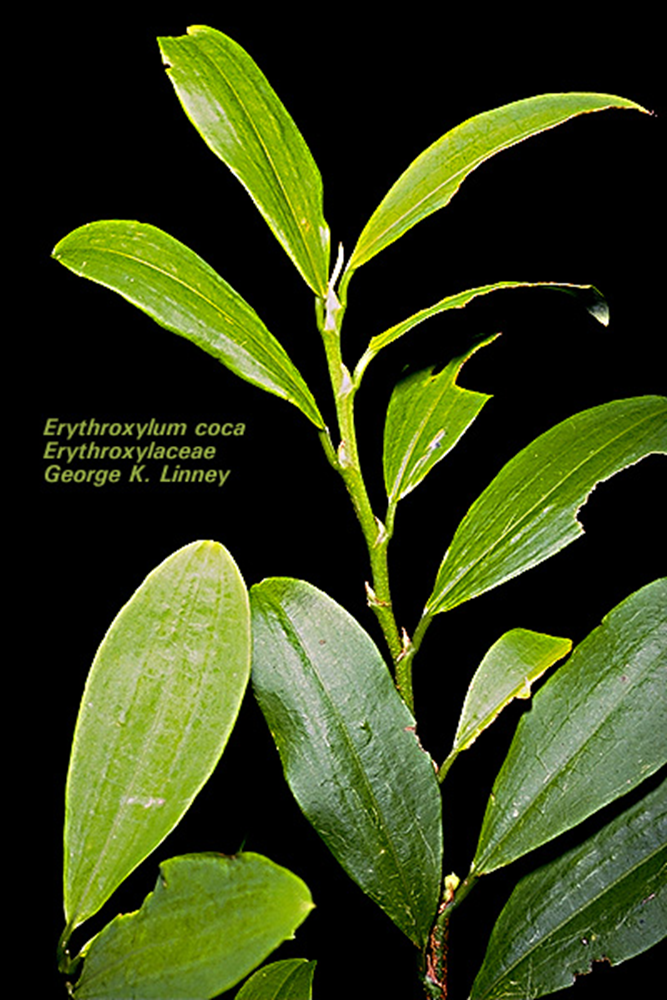 Erythroxylum coca
Erythroxylaceae
George K. Linney